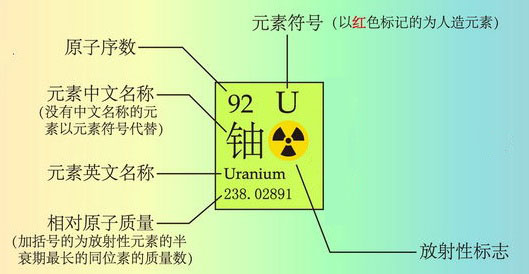 元素符号 (以红色标记的为人造元素)
原子序数
92 U
元素中文名称
(没有中文名称的元
素以元素符号代替)
铀
元素英文名称
Uranium
相对原子质量
238.02891
(加括号的为放射性元素的半
衰期最长的同位素的质量数)
放射性标志